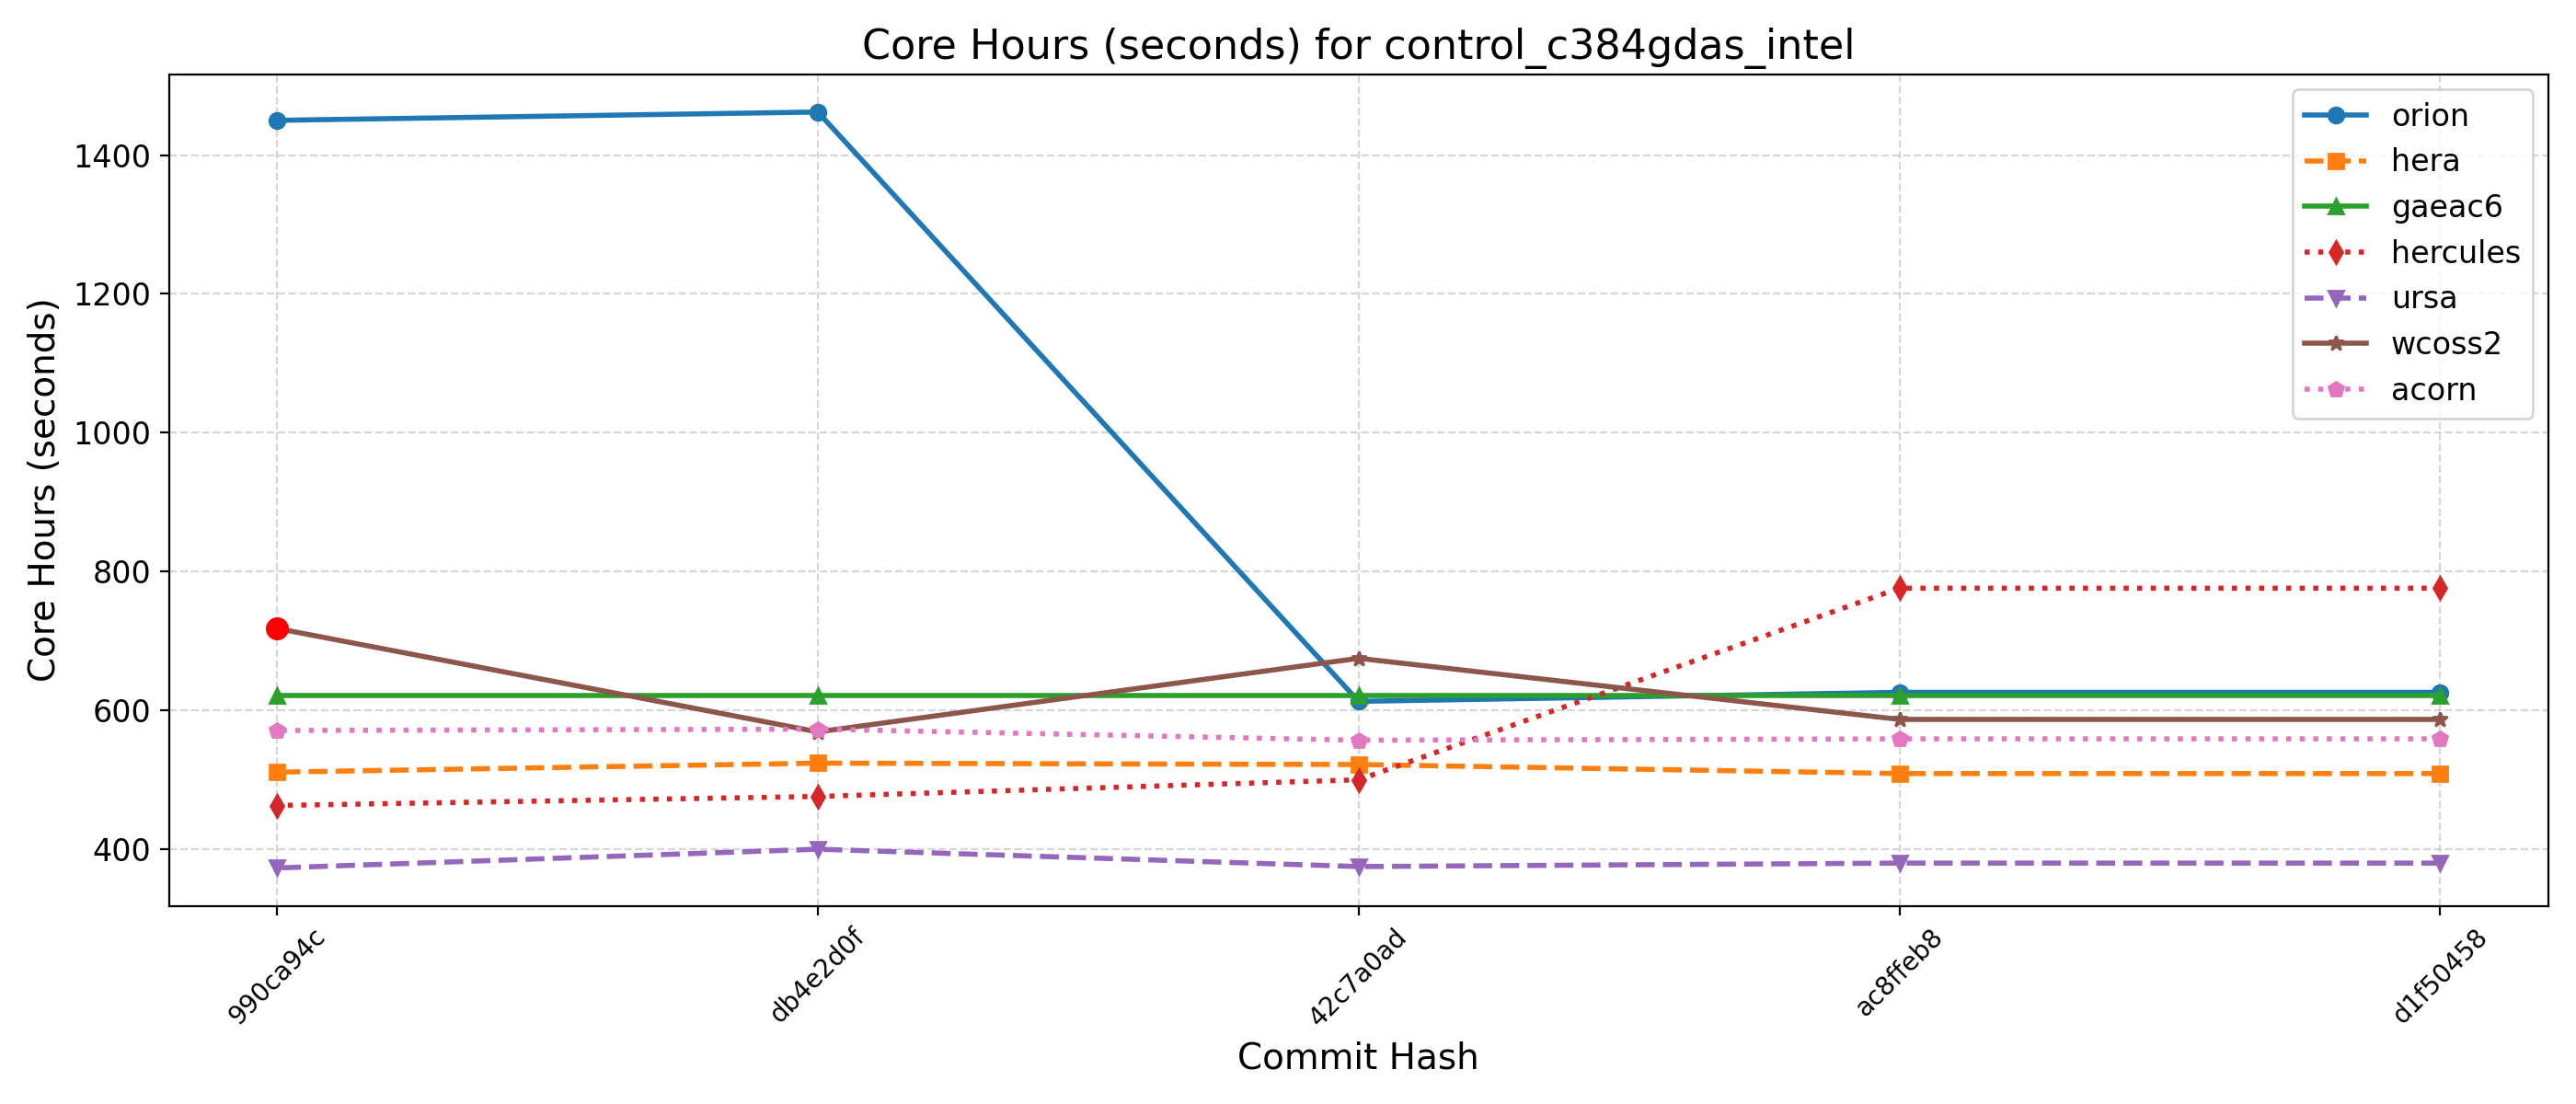 Core Hours (seconds) for control_c384gdas_intel
Core Hours (seconds)
1400
1200
1000
800
600
400
orion
hera
gaeac6
hercules
ursa
wcoss2
acorn
990ca94c
db4e2d0f
42c7a0ad
ac8ffeb8
d1f50458
Commit Hash